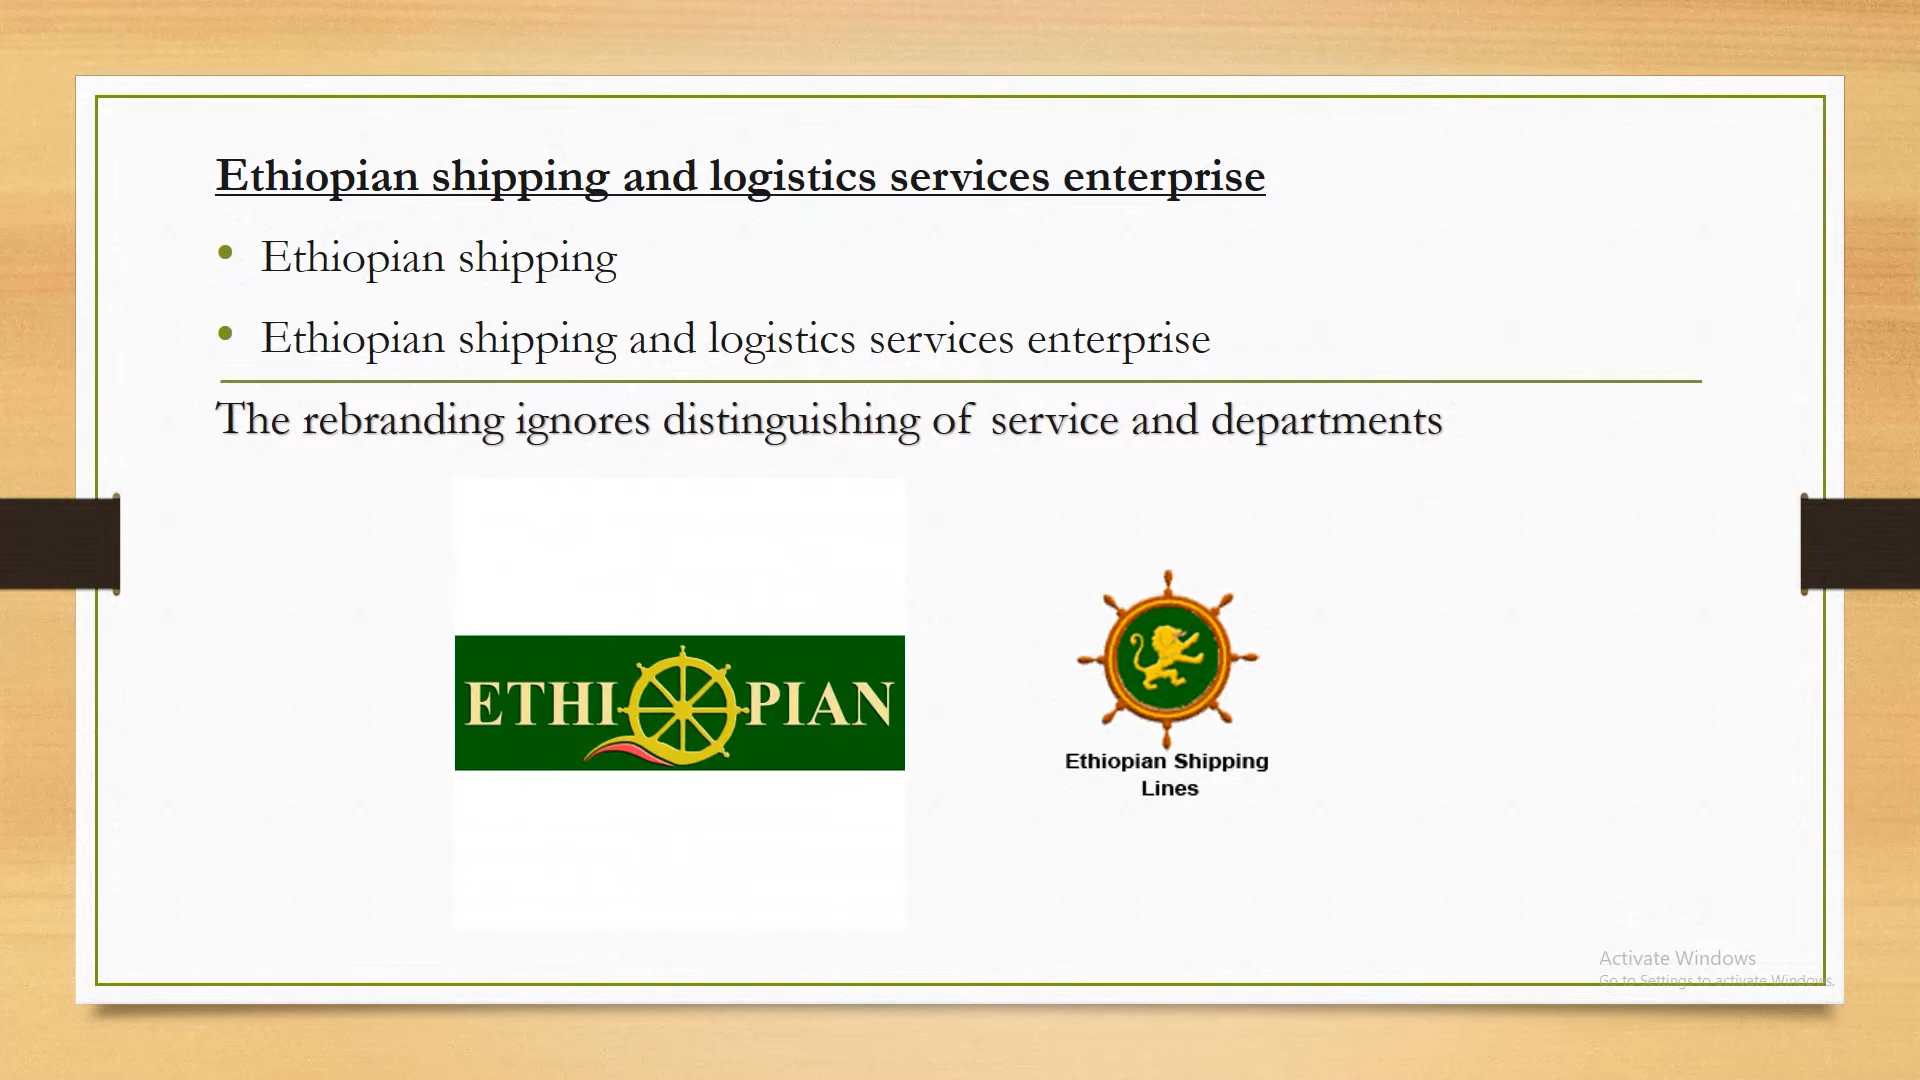 Ethiopian shipping and logistics services enterprise
• Ethiopian shipping
• Ethiopian shipping and logistics services enterprise
The rebranding ignores distinguishing of service and departments
ETHIOPIAN
Ethiopian Shipping
Lines
Activate Windows
Go to Settings to activate Windows.